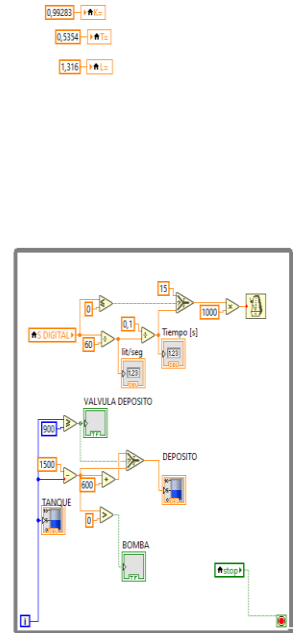 0,99283 K=
0,5354 T=
1,316 L=
15
0
1000
S DIGITAL
0,1
Tiempo [s]
60
lit/seg
123
123
VALVULA DEPOSITO
900
1500
DEPOSITO
600
TANQUE
0
BOMBA
stop
i